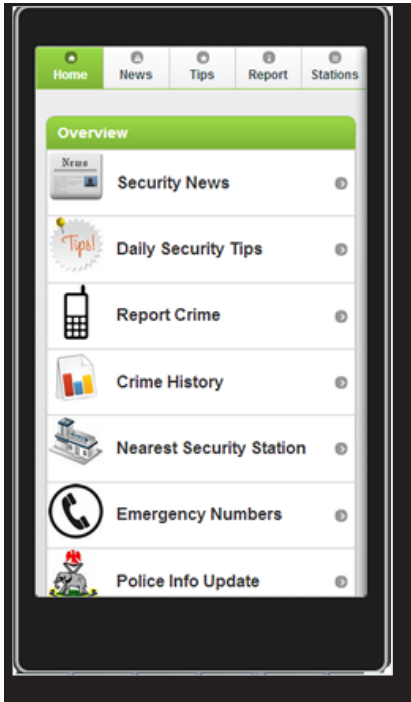 Home News Tips Report Stations
Overview
News
Security News
Tips!
Daily Security Tips
Report Crime
Crime History
Nearest Security Station
Emergency Numbers
Police Info Update